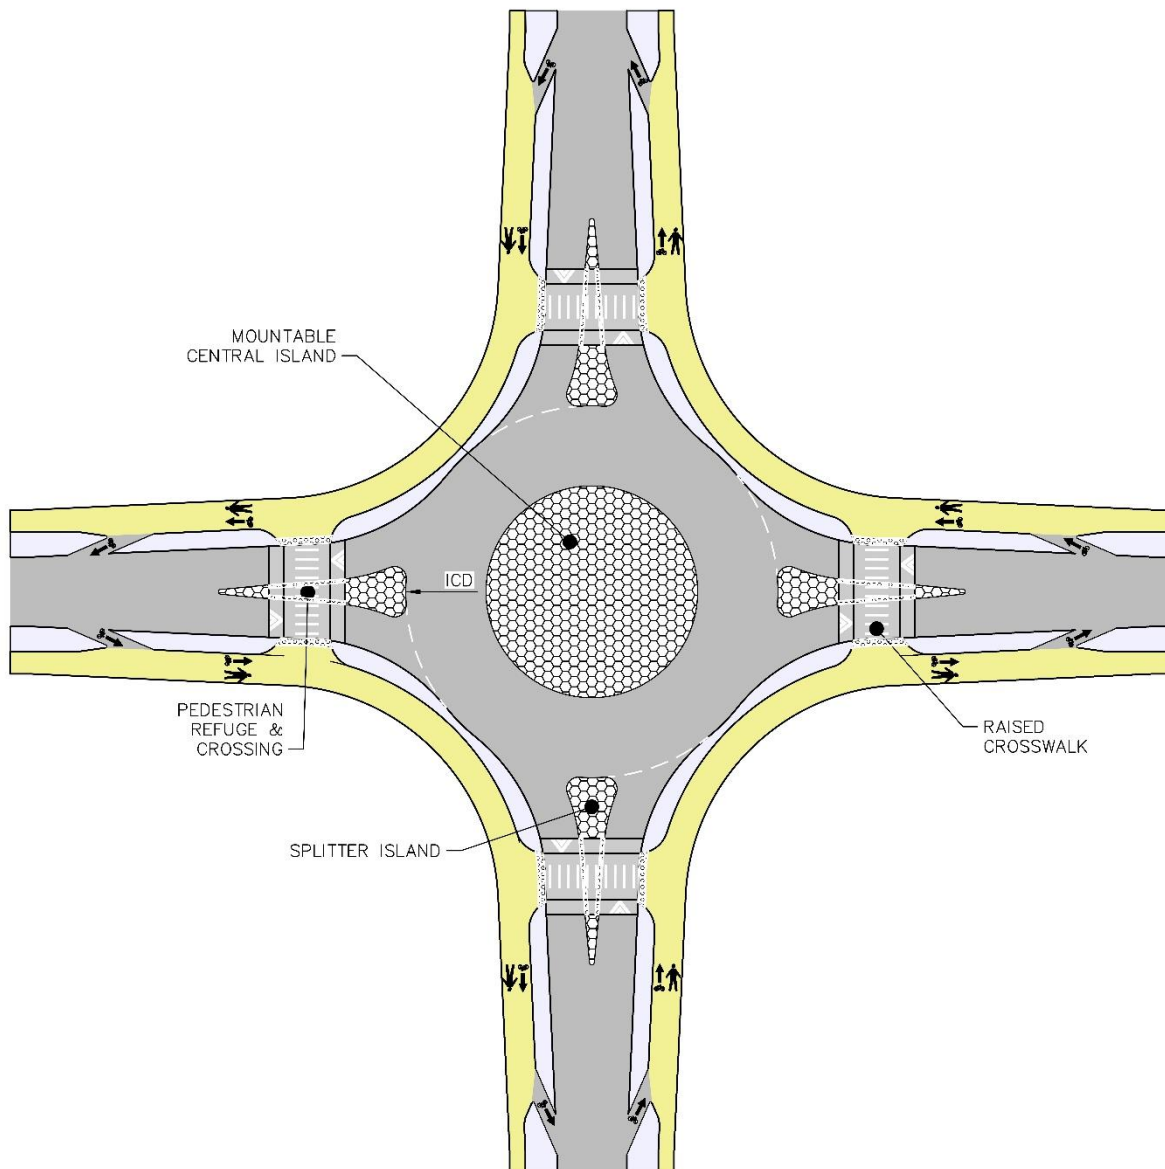 MOUNTABLE
CENTRAL ISLAND
ICD
PEDESTRIAN
REFUGE &
CROSSING
RAISED
CROSSWALK
SPLITTER ISLAND